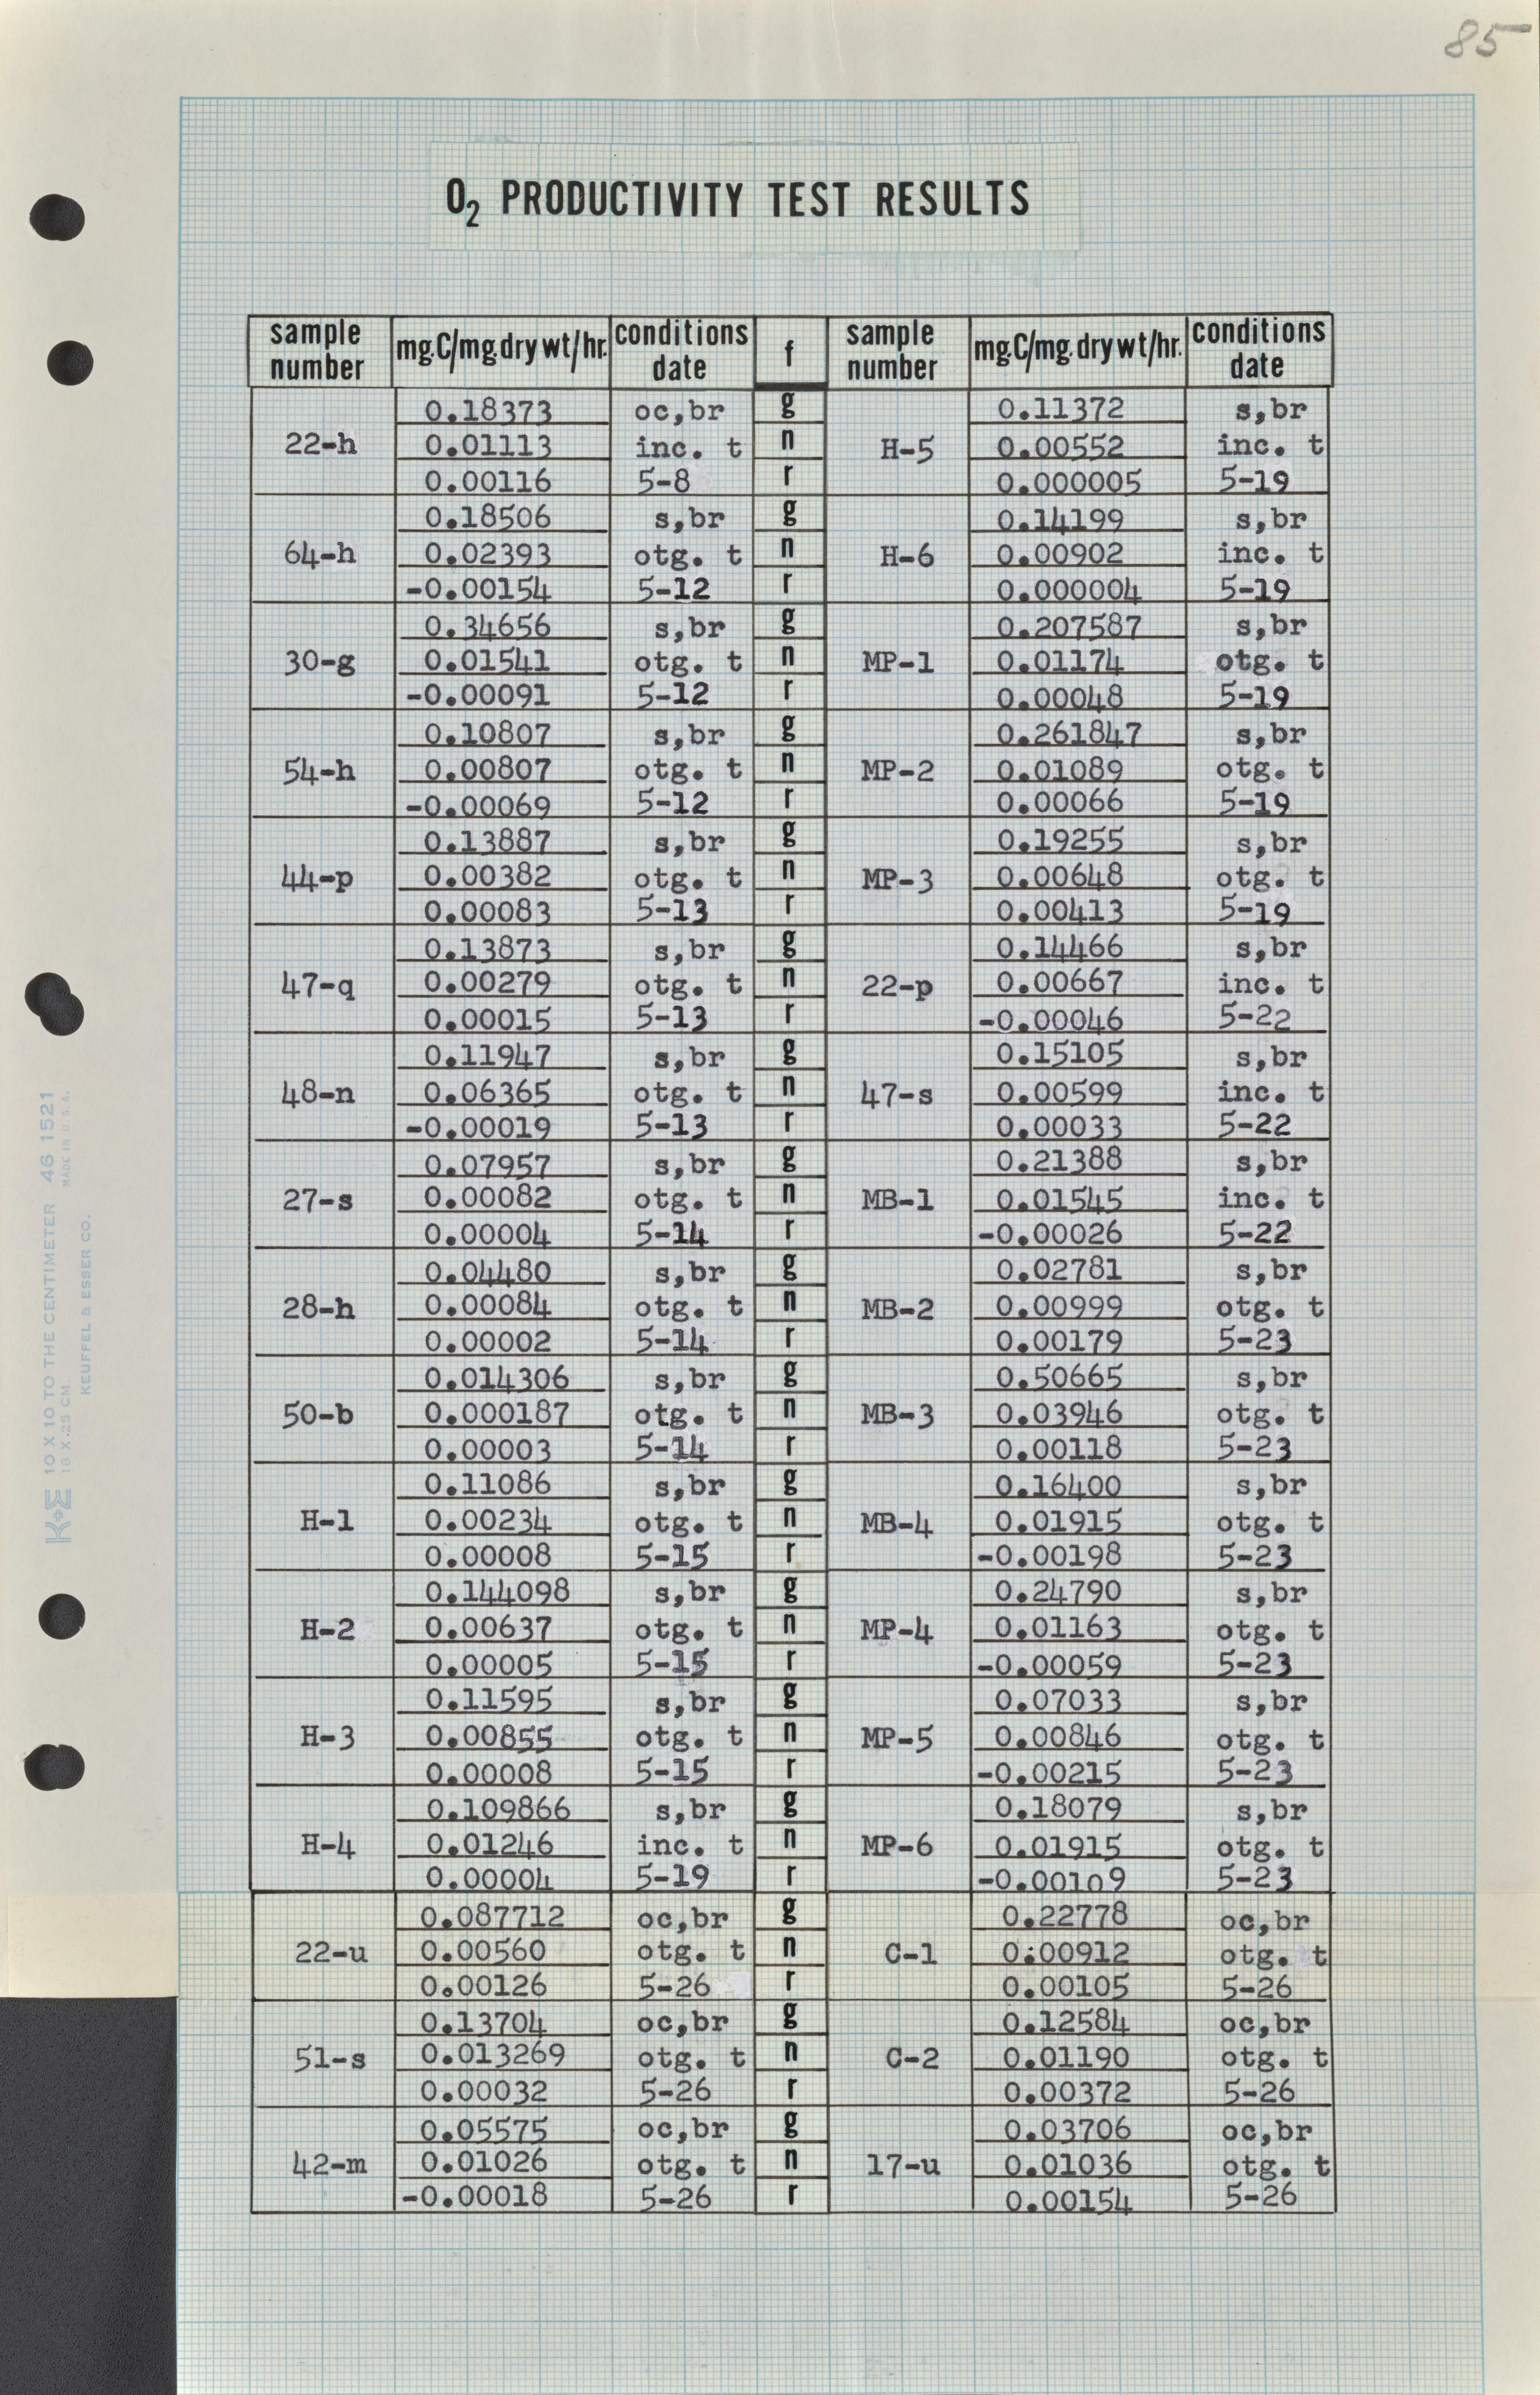 85
O2 PRODUCTIVITY TEST RESULTS
sample number | mg.C/mg.dry wt/hr. | conditions date | f | sample number | mg.C/mg.dry wt/hr. | conditions date
0.18373 oc,br g 0.11372 s,br
22-h 0.01113 inc. t n H-5 0.00552 inc. t
0.00116 5-8 r 0.000005 5-19
0.18506 s,br g 0.14199 s,br
64-h 0.02393 otg. t n H-6 0.00902 inc. t
-0.00154 5-12 r 0.000004 5-19
0.34656 s,br g 0.207587 s,br
30-g 0.01541 otg. t n MP-1 0.01174 otg. t
-0.00091 5-12 r 0.00048 5-19
0.10807 s,br g 0.261847 s,br
54-h 0.00807 otg. t n MP-2 0.01089 otg. t
-0.00069 5-12 r 0.00066 5-19
0.13887 s,br g 0.19255 s,br
44-p 0.00382 otg. t n MP-3 0.00648 otg. t
0.00083 5-13 r 0.00413 5-19
0.13873 s,br g 0.14466 s,br
47-q 0.00279 otg. t n 22-p 0.00667 inc. t
0.00015 5-13 r -0.00046 5-22
0.11947 s,br g 0.15105 s,br
48-n 0.06365 otg. t n 47-s 0.00599 inc. t
-0.00019 5-13 r 0.00033 5-22
0.07957 s,br g 0.21388 s,br
27-s 0.00082 otg. t n MB-1 0.01545 inc. t
0.00004 5-14 r -0.00026 5-22
0.04480 s,br g 0.02781 s,br
28-h 0.00084 otg. t n MB-2 0.00999 otg. t
0.00002 5-14 r 0.00179 5-23
0.014306 s,br g 0.50665 s,br
50-b 0.000187 otg. t n MB-3 0.03946 otg. t
0.00003 5-14 r 0.00118 5-23
0.11086 s,br g 0.16400 s,br
H-1 0.00234 otg. t n MB-4 0.01915 otg. t
0.00008 5-15 r -0.00198 5-23
0.144098 s,br g 0.24790 s,br
H-2 0.00637 otg. t n MP-4 0.01163 otg. t
0.00005 5-15 r -0.00059 5-23
0.11595 s,br g 0.07033 s,br
H-3 0.00855 otg. t n MP-5 0.00846 otg. t
0.00008 5-15 r -0.00215 5-23
0.109866 s,br g 0.18079 s,br
H-4 0.01246 inc. t n MP-6 0.01915 otg. t
0.00004 5-19 r -0.00109 5-23
0.087712 oc,br g 0.22778 oc,br
22-u 0.00560 otg. t n C-1 0.00912 otg. t
0.00126 5-26 r 0.00105 5-26
0.13704 oc,br g 0.12584 oc,br
51-s 0.013269 otg. t n C-2 0.01190 otg. t
0.00032 5-26 r 0.00372 5-26
0.05575 oc,br g 0.03706 oc,br
42-m 0.01026 otg. t n 17-u 0.01036 otg. t
-0.00018 5-26 r 0.00154 5-26
K+E 10 X 10 TO THE CENTIMETER 46 1521
18 X 25 CM. MADE IN U.S.A.
KEUFFEL & ESSER CO.